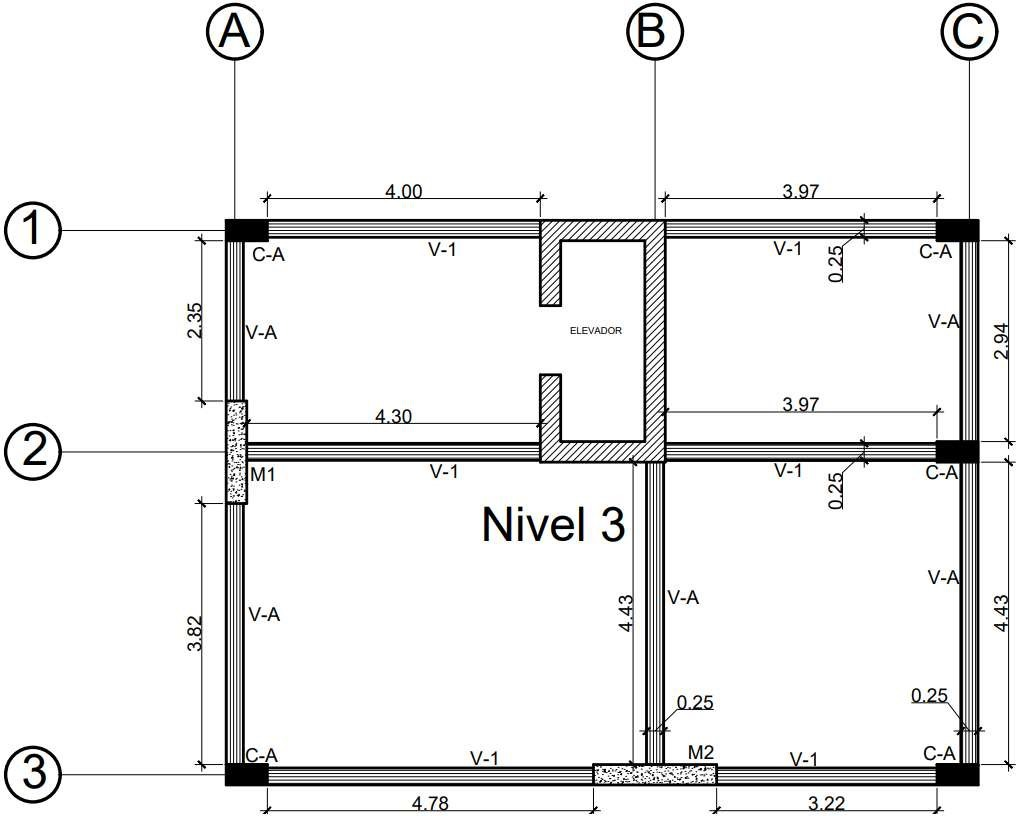 A B C
4.00 3.97
1
C-A V-1 V-1 0.25 C-A
2.35 V-A ELEVADOR V-A 2.94
4.30 3.97
2
M1 V-1 V-1 0.25 C-A
Nivel 3
V-A
3.82 V-A 4.43 V-A 4.43
0.25 0.25
C-A V-1 M2 V-1 C-A
3
4.78 3.22